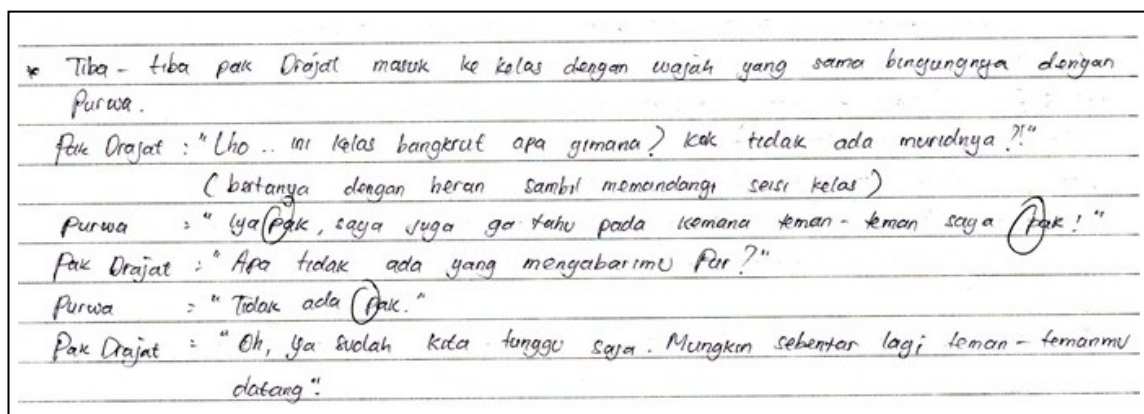 * Tiba - tiba pak Drajat masuk ke kelas dengan wajah yang sama bingungnya dengan
Purwa.
Pak Drajat : "Lho .. ini kelas bangkrut apa gimana? Kok tidak ada muridnya?!"
(bertanya dengan heran sambil memandangi seisi kelas)
Purwa : "Iya pak, saya juga ga tahu pada kemana teman - teman saya pak!"
Pak Drajat : "Apa tidak ada yang mengabarimu Pur?"
Purwa : "Tidak ada pak."
Pak Drajat : "Oh, ya sudah kita tunggu saja. Mungkin sebentar lagi teman - temanmu
datang".